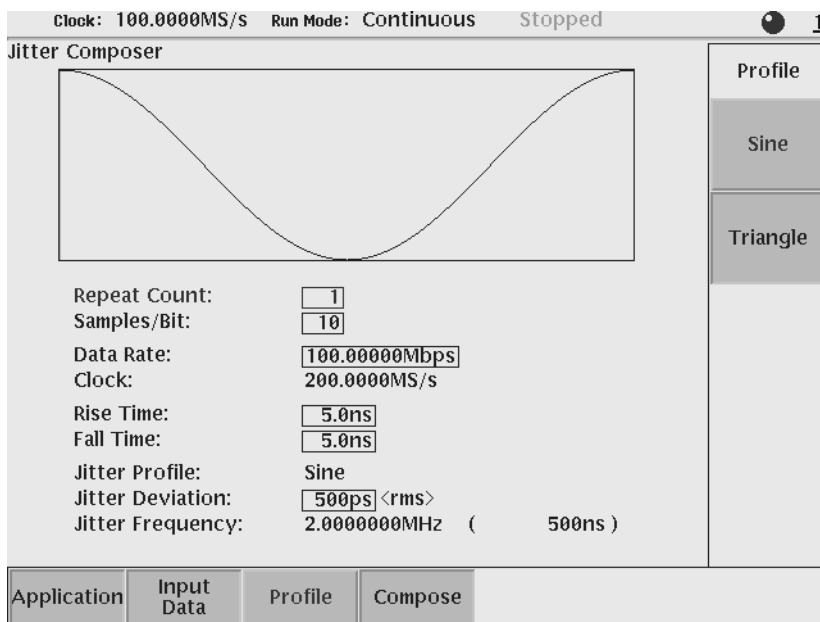 Clock: 100.0000MS/s Run Mode: Continuous Stopped 1
Jitter Composer
Profile
Sine
Triangle
Repeat Count: 1
Samples/Bit: 10
Data Rate: 100.00000Mbps
Clock: 200.0000MS/s
Rise Time: 5.0ns
Fall Time: 5.0ns
Jitter Profile: Sine
Jitter Deviation: 500ps <rms>
Jitter Frequency: 2.0000000MHz ( 500ns )
Application
Input Data
Profile
Compose